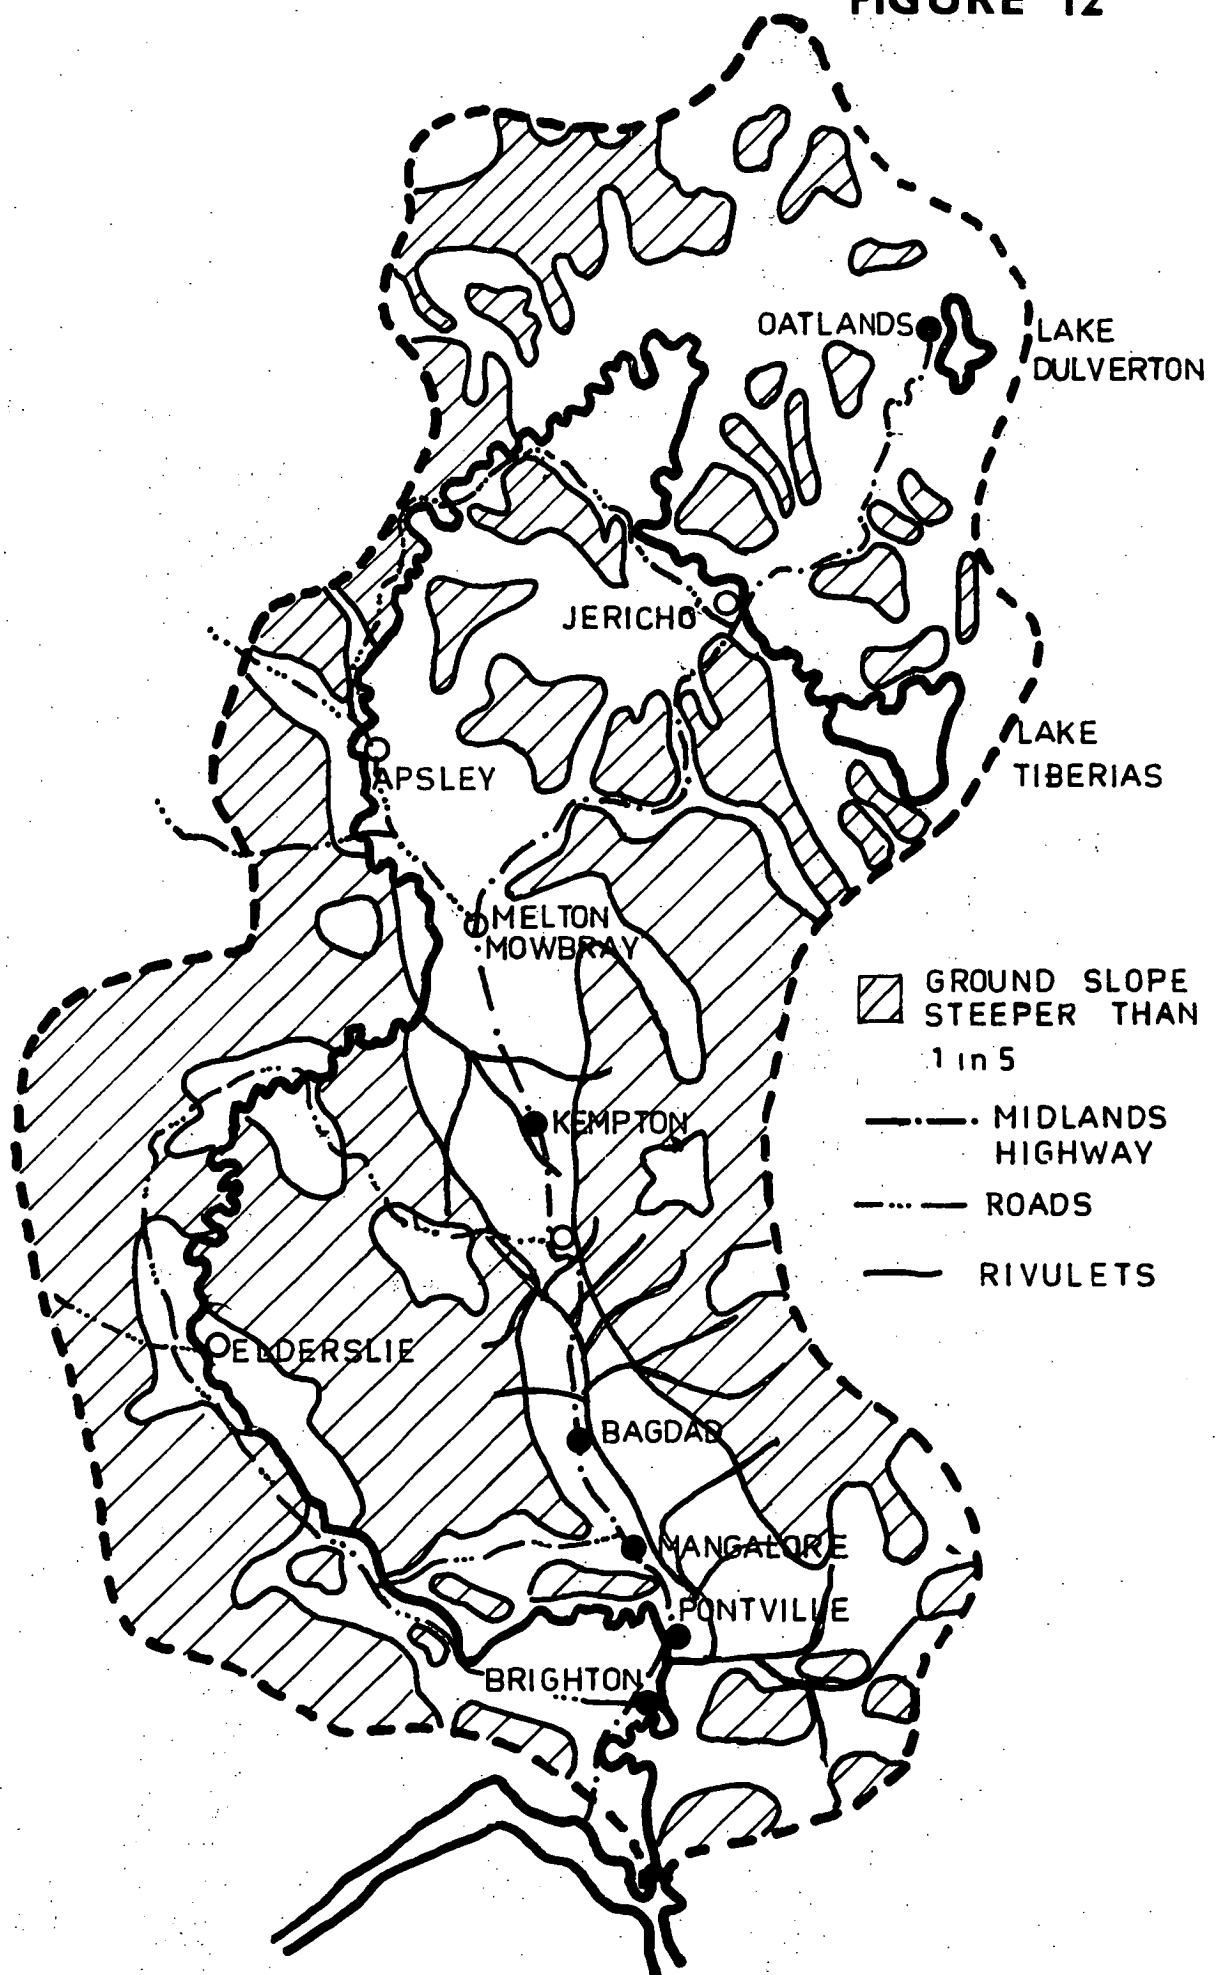 FIGURE 12
OATLANDS
LAKE
DULVERTON
JERICHO
LAKE
TIBERIAS
APSLEY
MELTON
MOWBRAY
GROUND SLOPE
STEEPER THAN
1 in 5
KEMPTON
MIDLANDS
HIGHWAY
ROADS
RIVULETS
ELDERSLIE
BAGDAD
MANGALORE
PONTVILLE
BRIGHTON